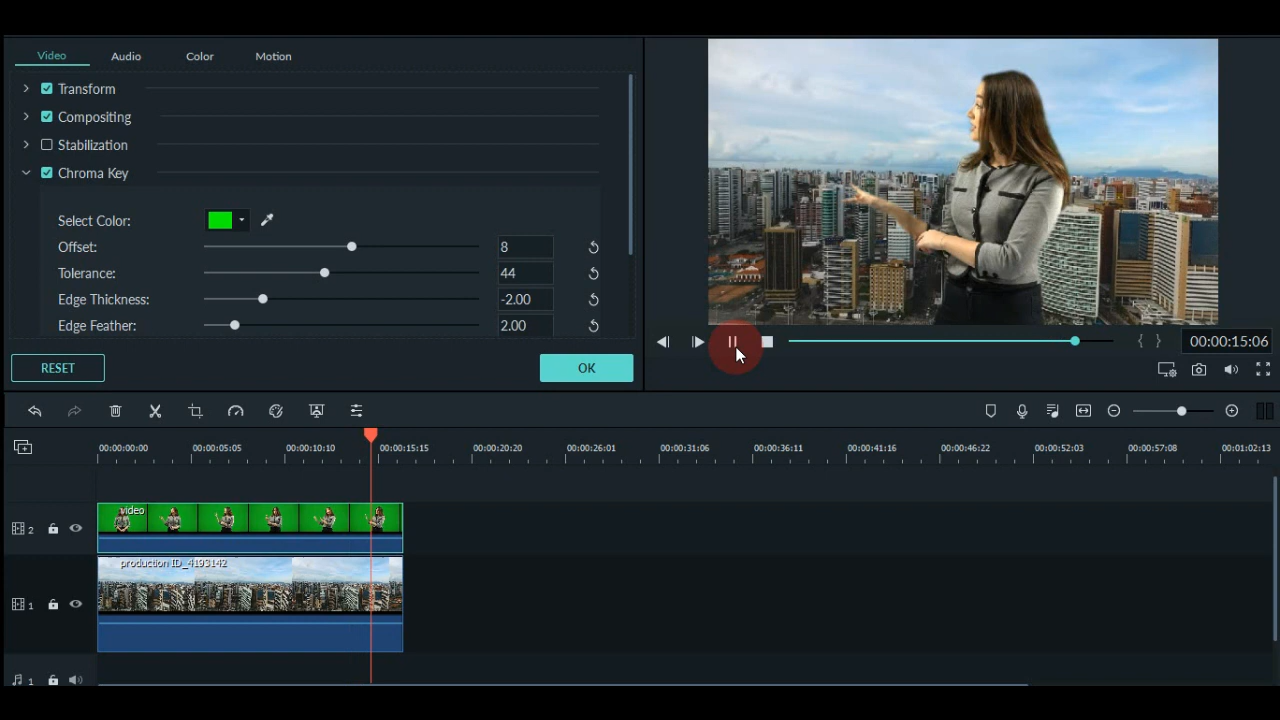 Video Audio Color Motion
Transform
Compositing
Stabilization
Chroma Key
Select Color:
Offset: 8
Tolerance: 44
Edge Thickness: -2.00
Edge Feather: 2.00
RESET OK
00:00:15:06
00:00:00:00 00:00:05:05 00:00:10:10 00:00:15:15 00:00:20:20 00:00:26:01 00:00:31:06 00:00:36:11 00:00:41:16 00:00:46:22 00:00:52:03 00:00:57:08 00:01:02:13
video
2
production ID_4193142
1
1